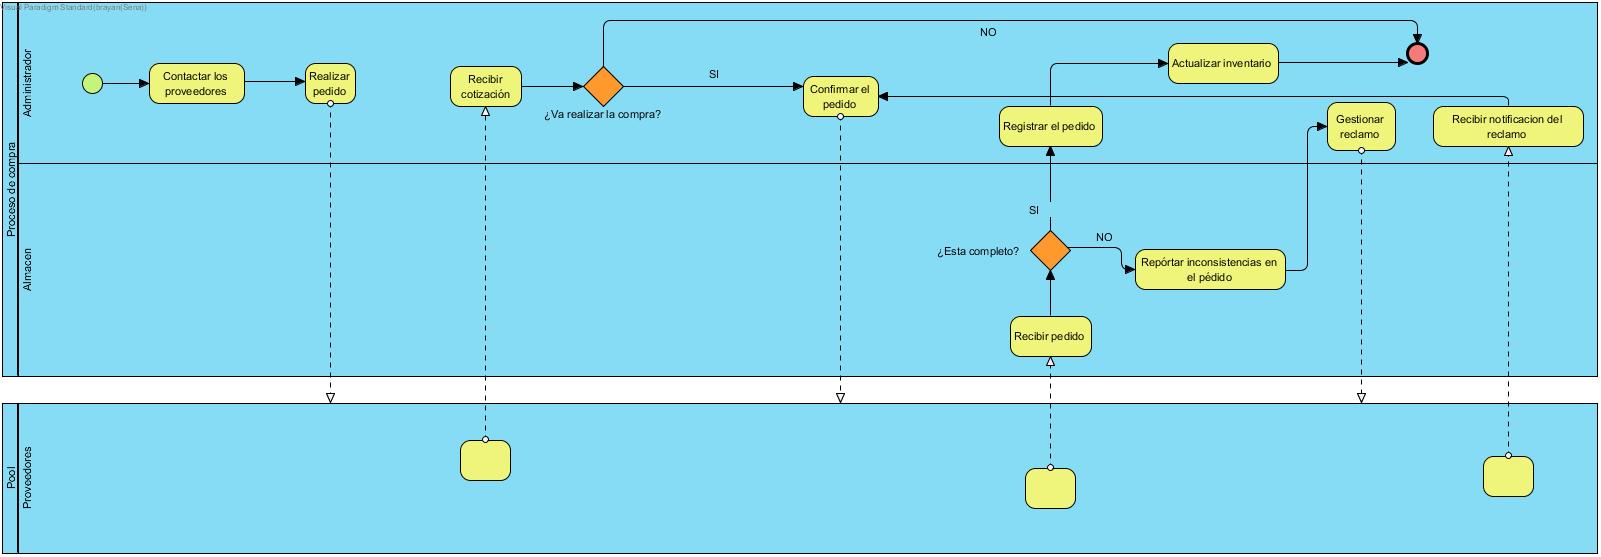 Visual Paradigm Standard(brayan(Sena))
Proceso de compra
Administrador
Contactar los
proveedores
Realizar
pedido
Recibir
cotización
¿Va realizar la compra?
SI
NO
Confirmar el
pedido
Registrar el pedido
Actualizar inventario
Gestionar
reclamo
Recibir notificacion del
reclamo
Almacen
SI
¿Esta completo?
NO
Repórtar inconsistencias en
el pédido
Recibir pedido
Pool
Proveedores